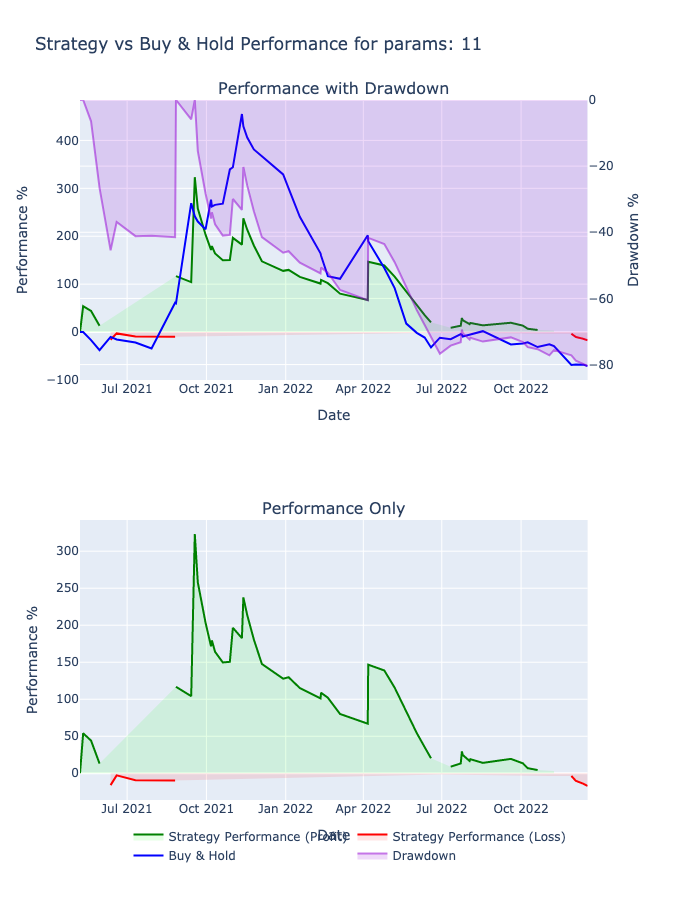 Strategy vs Buy & Hold Performance for params: 11
Performance with Drawdown
400
300
200
100
0
−100
0
−20
−40
−60
−80
Performance %
Drawdown %
Jul 2021 Oct 2021 Jan 2022 Apr 2022 Jul 2022 Oct 2022
Date
Performance Only
300
250
200
150
100
50
0
Performance %
Jul 2021 Oct 2021 Jan 2022 Apr 2022 Jul 2022 Oct 2022
Date
Strategy Performance (Profit) Strategy Performance (Loss)
Buy & Hold Drawdown